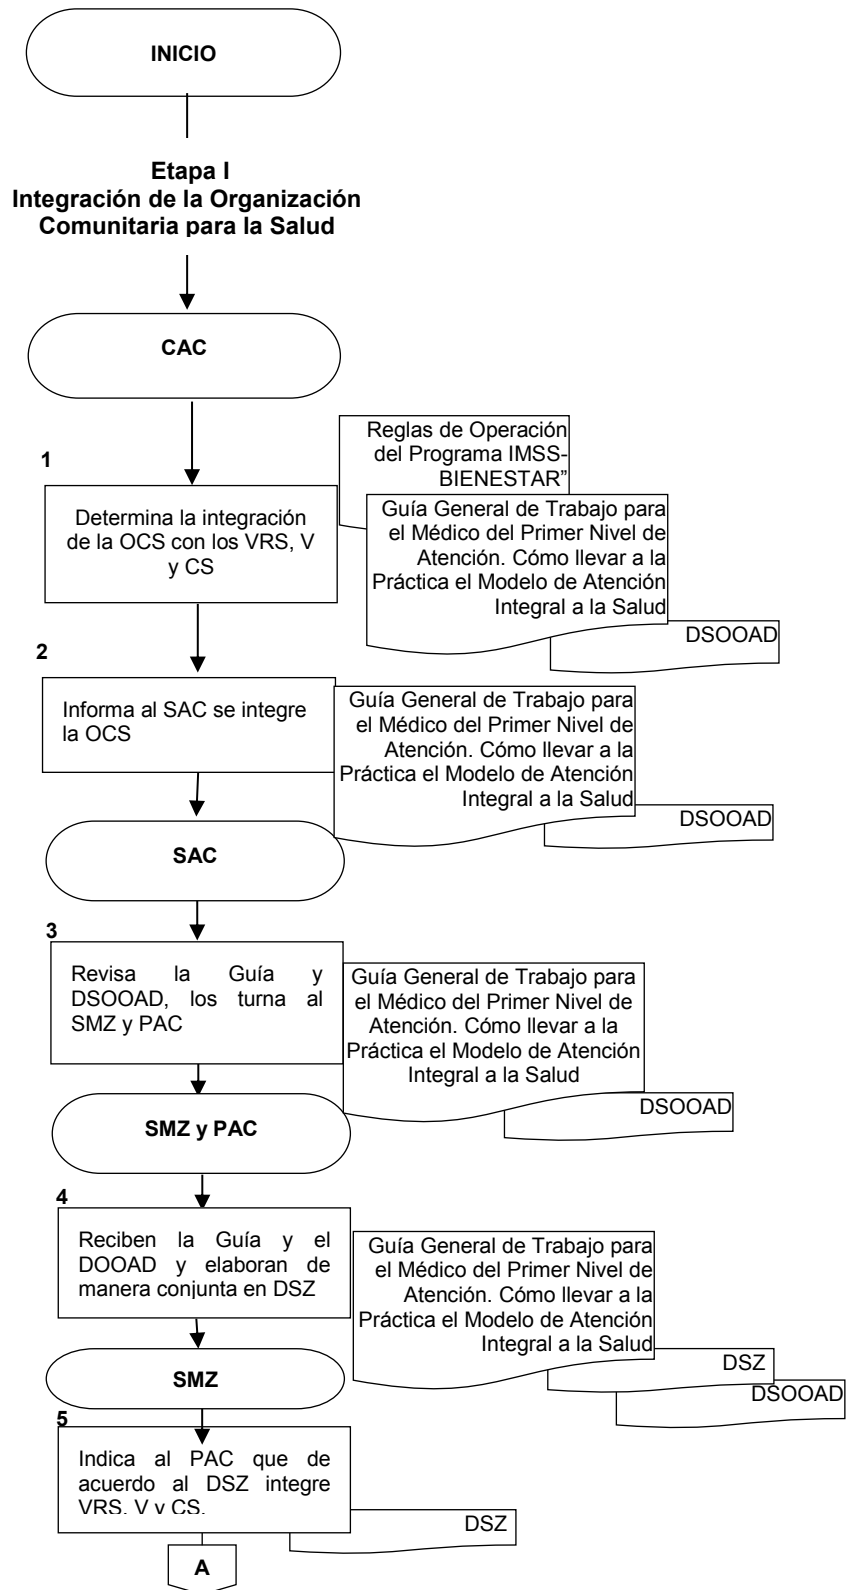 INICIO
Etapa I
Integración de la Organización
Comunitaria para la Salud
CAC
1
Determina la integración
de la OCS con los VRS, V
y CS
Reglas de Operación
del Programa IMSS-
BIENESTAR”
Guía General de Trabajo para
el Médico del Primer Nivel de
Atención. Cómo llevar a la
Práctica el Modelo de Atención
Integral a la Salud
DSOOAD
2
Informa al SAC se integre
la OCS
Guía General de Trabajo para
el Médico del Primer Nivel de
Atención. Cómo llevar a la
Práctica el Modelo de Atención
Integral a la Salud
DSOOAD
SAC
3
Revisa la Guía y
DSOOAD, los turna al
SMZ y PAC
Guía General de Trabajo para
el Médico del Primer Nivel de
Atención. Cómo llevar a la
Práctica el Modelo de Atención
Integral a la Salud
DSOOAD
SMZ y PAC
4
Reciben la Guía y el
DOOAD y elaboran de
manera conjunta en DSZ
Guía General de Trabajo para
el Médico del Primer Nivel de
Atención. Cómo llevar a la
Práctica el Modelo de Atención
Integral a la Salud
DSZ
DSOOAD
SMZ
5
Indica al PAC que de
acuerdo al DSZ integre
VRS, V y CS.
DSZ
A